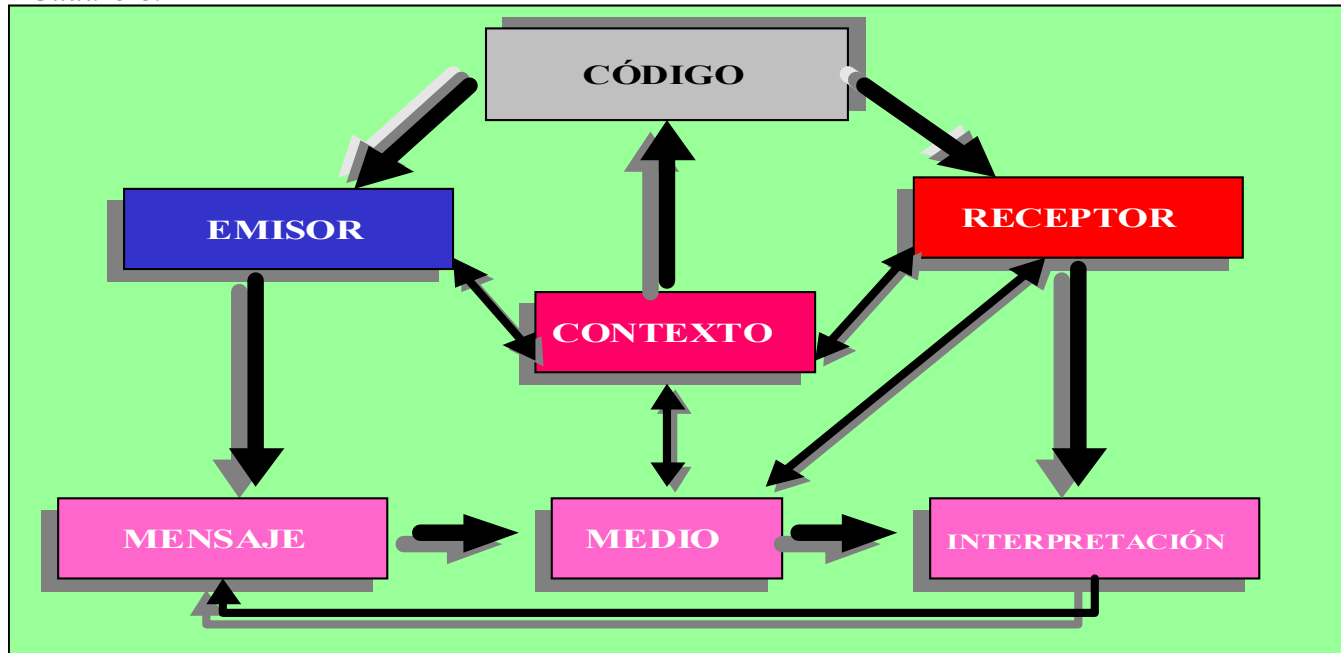 CÓDIGO
EMISOR
RECEPTOR
CONTEXTO
MENSAJE
MEDIO
INTERPRETACIÓN